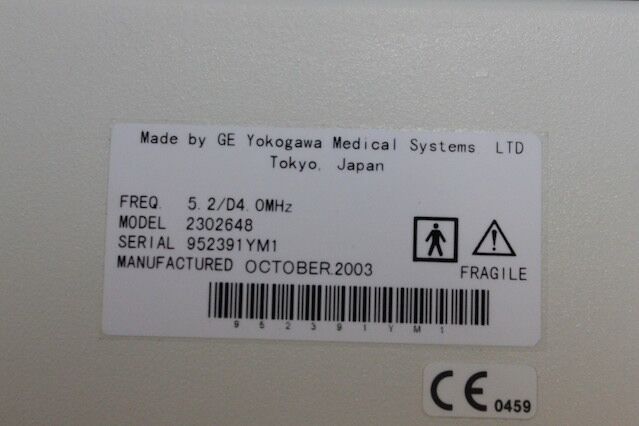 Made by GE Yokogawa Medical Systems LTD
Tokyo, Japan
FREQ. 5.2/D4.0MHz
MODEL 2302648
SERIAL 952391YM1
MANUFACTURED OCTOBER.2003
FRAGILE
952391YM1
CE 0459